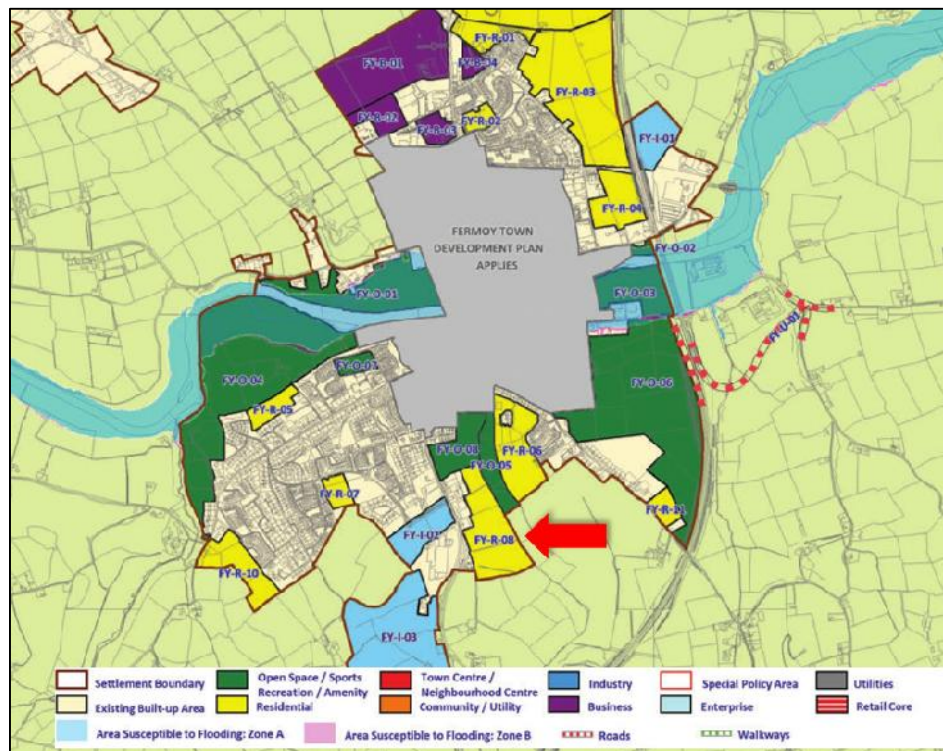 FY-R-01
FY-B-01
FY-B-04
FY-R-03
FY-B-02
FY-B-03
FY-R-02
FY-I-01
FY-R-04
FERMOY TOWN
DEVELOPMENT PLAN
APPLIES
FY-O-02
FY-O-01
FY-O-03
FY-U-01
FY-O-04
FY-O-06
FY-R-05
FY-O-08
FY-O-05
FY-R-06
FY-R-07
FY-R-11
FY-R-08
FY-R-10
FY-I-03
Settlement Boundary
Open Space / Sports
Recreation / Amenity
Town Centre /
Neighbourhood Centre
Industry
Special Policy Area
Utilities
Existing Built-up Area
Residential
Community / Utility
Business
Enterprise
Retail Core
Area Susceptible to Flooding: Zone A
Area Susceptible to Flooding: Zone B
Roads
Walkways